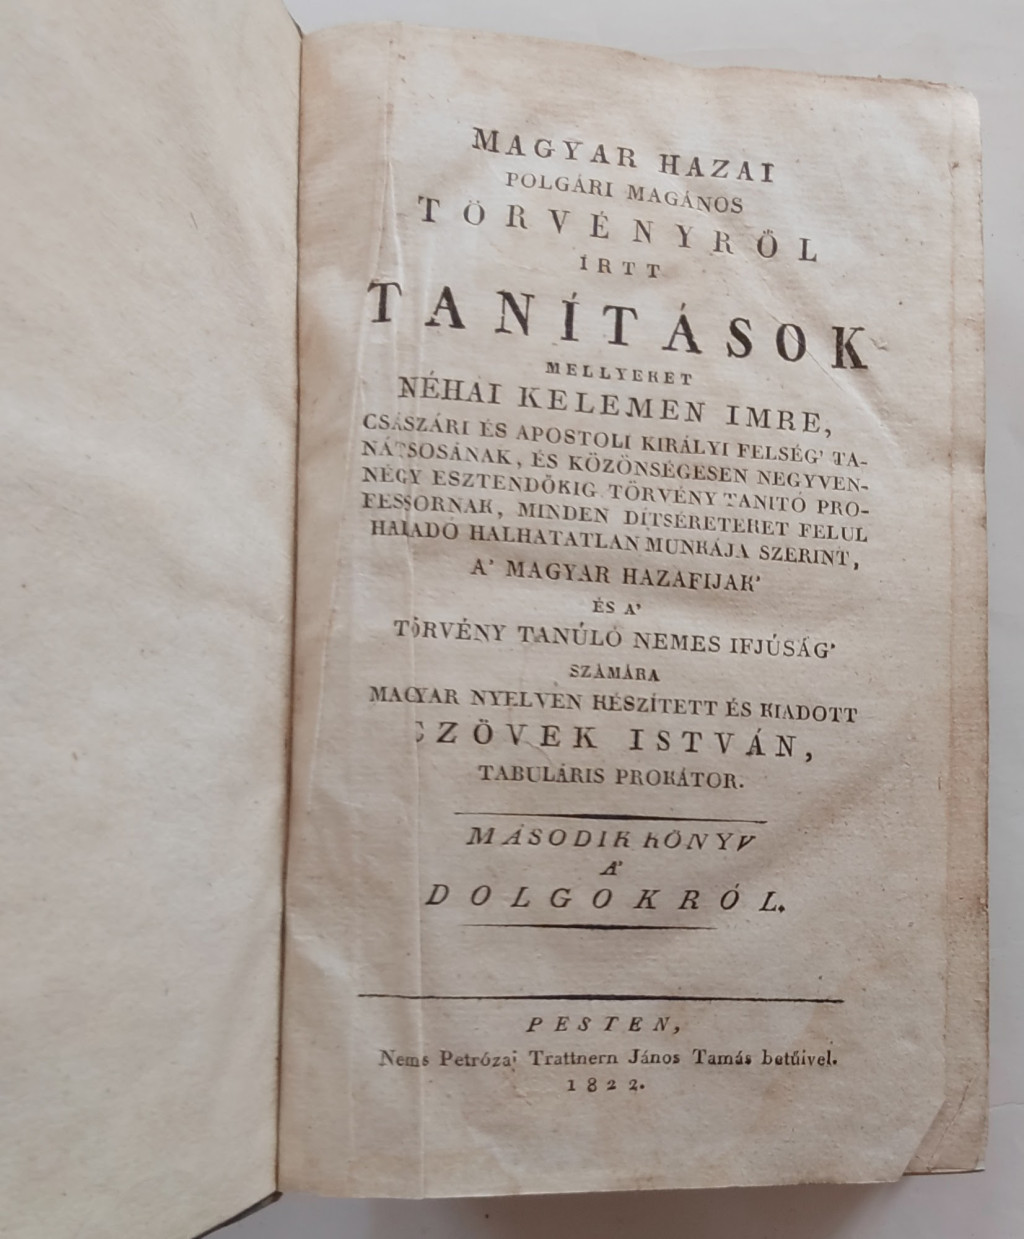 MAGYAR HAZAI
POLGÁRI MAGÁNOS
TÖRVÉNYRŐL
ÍRTT
TANÍTÁSOK
MELLYEKET
NÉHAI KELEMEN IMRE,
CSÁSZÁRI ÉS APOSTOLI KIRÁLYI FELSÉG' TA-
NÁTSOSÁNAK, ÉS KÖZÖNSÉGESEN NEGYVEN-
NÉGY ESZTENDŐKIG TÖRVÉNY TANITÓ PRO-
FESSORNAK, MINDEN DÍTSÉRETEKET FELUL
HALADÓ HALHATATLAN MUNKÁJA SZERINT,
A' MAGYAR HAZAFIJAK'
ÉS A'
TÖRVÉNY TANÚLÓ NEMES IFJÚSÁG'
SZÁMÁRA
MAGYAR NYELVEN KÉSZÍTETT ÉS KIADOTT
CZÖVEK ISTVÁN,
TABULÁRIS PROKÁTOR.
MÁSODIK KÖNYV
A'
DOLGOKRÓL.
PESTEN,
Nems Petrózai Trattnern János Tamás betűivel.
1822.